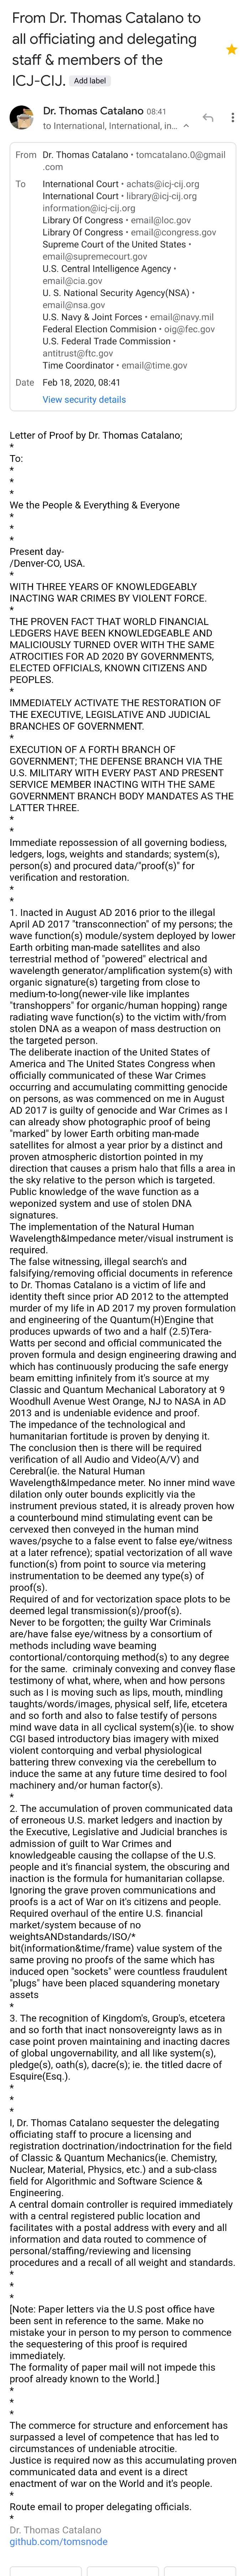 From Dr. Thomas Catalano to
all officiating and delegating
staff & members of the
ICJ-CIJ. Add label
Dr. Thomas Catalano 08:41
to International, International, in...
From Dr. Thomas Catalano • tomcatalano.0@gmail
.com
To International Court • achats@icj-cij.org
International Court • library@icj-cij.org
information@icj-cij.org
Library Of Congress • email@loc.gov
Library Of Congress • email@congress.gov
Supreme Court of the United States •
email@supremecourt.gov
U.S. Central Intelligence Agency •
email@cia.gov
U. S. National Security Agency(NSA) •
email@nsa.gov
U.S. Navy & Joint Forces • email@navy.mil
Federal Election Commision • oig@fec.gov
U.S. Federal Trade Commission •
antitrust@ftc.gov
Time Coordinator • email@time.gov
Date Feb 18, 2020, 08:41
View security details
Letter of Proof by Dr. Thomas Catalano;
*
To:
*
*
*
We the People & Everything & Everyone
*
*
*
Present day-
/Denver-CO, USA.
*
WITH THREE YEARS OF KNOWLEDGEABLY
INACTING WAR CRIMES BY VIOLENT FORCE.
*
THE PROVEN FACT THAT WORLD FINANCIAL
LEDGERS HAVE BEEN KNOWLEDGEABLE AND
MALICIOUSLY TURNED OVER WITH THE SAME
ATROCITIES FOR AD 2020 BY GOVERNMENTS,
ELECTED OFFICIALS, KNOWN CITIZENS AND
PEOPLES.
*
IMMEDIATELY ACTIVATE THE RESTORATION OF
THE EXECUTIVE, LEGISLATIVE AND JUDICIAL
BRANCHES OF GOVERNMENT.
*
EXECUTION OF A FORTH BRANCH OF
GOVERNMENT; THE DEFENSE BRANCH VIA THE
U.S. MILITARY WITH EVERY PAST AND PRESENT
SERVICE MEMBER INACTING WITH THE SAME
GOVERNMENT BRANCH BODY MANDATES AS THE
LATTER THREE.
*
*
Immediate repossession of all governing bodiess,
ledgers, logs, weights and standards; system(s),
person(s) and procured data/"proof(s)" for
verification and restoration.
*
*
1. Inacted in August AD 2016 prior to the illegal
April AD 2017 "transconnection" of my persons; the
wave function(s) module/system deployed by lower
Earth orbiting man-made satellites and also
terrestrial method of "powered" electrical and
wavelength generator/amplification system(s) with
organic signature(s) targeting from close to
medium-to-long(newer-vile like implantes
"transhoppers" for organic/human hopping) range
radiating wave function(s) to the victim with/from
stolen DNA as a weapon of mass destruction on
the targeted person.
The deliberate inaction of the United States of
America and The United States Congress when
officially communicated of these War Crimes
occurring and accumulating committing genocide
on persons, as was commenced on me in August
AD 2017 is guilty of genocide and War Crimes as I
can already show photographic proof of being
"marked" by lower Earth orbiting man-made
satellites for almost a year prior by a distinct and
proven atmospheric distortion pointed in my
direction that causes a prism halo that fills a area in
the sky relative to the person which is targeted.
Public knowledge of the wave function as a
weponized system and use of stolen DNA
signatures.
The implementation of the Natural Human
Wavelength&Impedance meter/visual instrument is
required.
The false witnessing, illegal search's and
falsifying/removing official documents in reference
to Dr. Thomas Catalano is a victim of life and
identity theft since prior AD 2012 to the attempted
murder of my life in AD 2017 my proven formulation
and engineering of the Quantum(H)Engine that
produces upwards of two and a half (2.5)Tera-
Watts per second and official communicated the
proven formula and design engineering drawing and
which has continuously producing the safe energy
beam emitting infinitely from it's source at my
Classic and Quantum Mechanical Laboratory at 9
Woodhull Avenue West Orange, NJ to NASA in AD
2013 and is undeniable evidence and proof.
The impedance of the technological and
humanitarian fortitude is proven by denying it.
The conclusion then is there will be required
verification of all Audio and Video(A/V) and
Cerebral(ie. the Natural Human
Wavelength&Impedance meter. No inner mind wave
dilation only outer bounds explicitly via the
instrument previous stated, it is already proven how
a counterbound mind stimulating event can be
cervexed then conveyed in the human mind
waves/psyche to a false event to false eye/witness
at a later reference); spatial vectorization of all wave
function(s) from point to source via metering
instrumentation to be deemed any type(s) of
proof(s).
Required of and for vectorization space plots to be
deemed legal transmission(s)/proof(s).
Never to be forgotten; the guilty War Criminals
are/have false eye/witness by a consortium of
methods including wave beaming
contortional/contorquing method(s) to any degree
for the same. criminaly convexing and convey flase
testimony of what, where, when and how persons
such as I is moving such as lips, mouth, mindling
taughts/words/images, physical self, life, etcetera
and so forth and also to false testify of persons
mind wave data in all cyclical system(s)(ie. to show
CGI based introductory bias imagery with mixed
violent contorquing and verbal physiological
battering threw convexing via the cerebellum to
induce the same at any future time desired to fool
machinery and/or human factor(s).
*
2. The accumulation of proven communicated data
of erroneous U.S. market ledgers and inaction by
the Executive, Legislative and Judicial branches is
admission of guilt to War Crimes and
knowledgeable causing the collapse of the U.S.
people and it's financial system, the obscuring and
inaction is the formula for humanitarian collapse.
Ignoring the grave proven communications and
proofs is a act of War on it's citizens and people.
Required overhaul of the entire U.S. financial
market/system because of no
weightsANDstandards/ISO/*
bit(information&time/frame) value system of the
same proving no proofs of the same which has
induced open "sockets" were countless fraudulent
"plugs" have been placed squandering monetary
assets
*
3. The recognition of Kingdom's, Group's, etcetera
and so forth that inact nonsovereignty laws as in
case point proven maintaining and inacting dacres
of global ungovernability, and all like system(s),
pledge(s), oath(s), dacre(s); ie. the titled dacre of
Esquire(Esq.).
*
*
*
I, Dr. Thomas Catalano sequester the delegating
officiating staff to procure a licensing and
registration doctrination/indoctrination for the field
of Classic & Quantum Mechanics(ie. Chemistry,
Nuclear, Material, Physics, etc.) and a sub-class
field for Algorithmic and Software Science &
Engineering.
A central domain controller is required immediately
with a central registered public location and
facilitates with a postal address with every and all
information and data routed to commence of
personal/staffing/reviewing and licensing
procedures and a recall of all weight and standards.
*
*
*
[Note: Paper letters via the U.S post office have
been sent in reference to the same. Make no
mistake your in person to my person to commence
the sequestering of this proof is required
immediately.
The formality of paper mail will not impede this
proof already known to the World.]
*
*
*
The commerce for structure and enforcement has
surpassed a level of competence that has led to
circumstances of undeniable atrocitie.
Justice is required now as this accumulating proven
communicated data and event is a direct
enactment of war on the World and it's people.
*
Route email to proper delegating officials.
*
Dr. Thomas Catalano
github.com/tomsnode